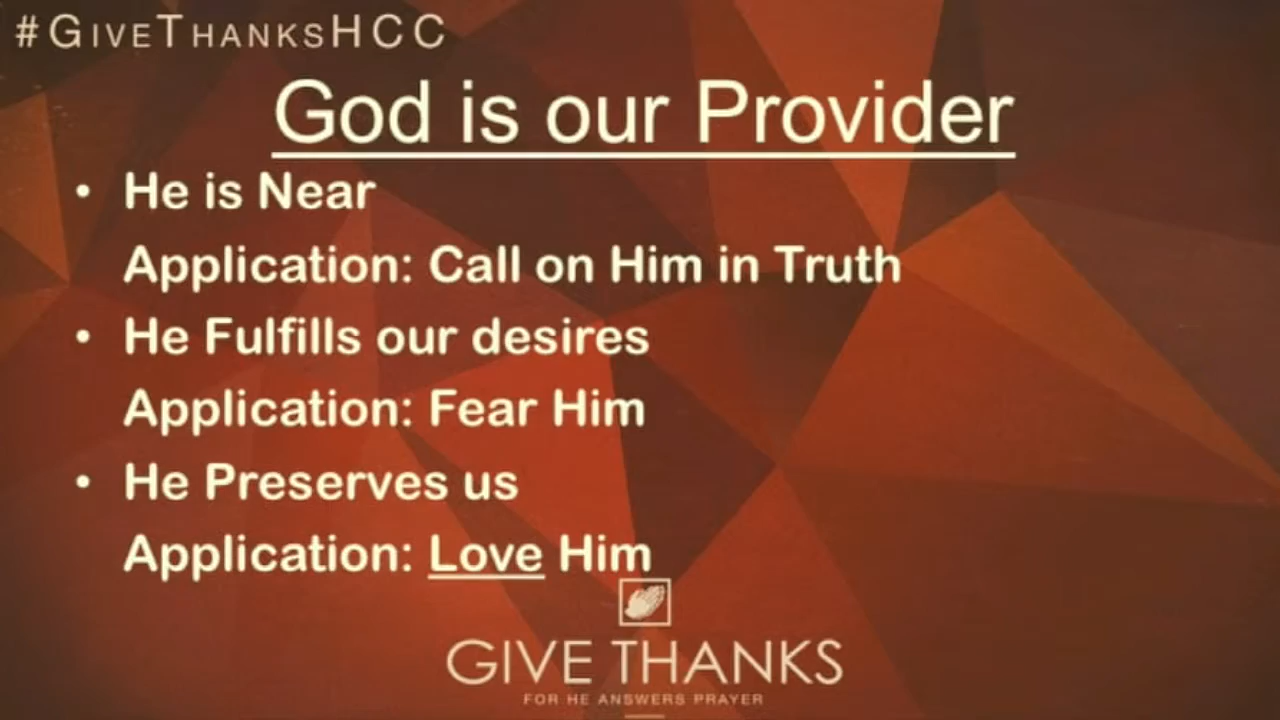 #GIVETHANKSHCC
God is our Provider
• He is Near
Application: Call on Him in Truth
• He Fulfills our desires
Application: Fear Him
• He Preserves us
Application: Love Him
GIVE THANKS
FOR HE ANSWERS PRAYER